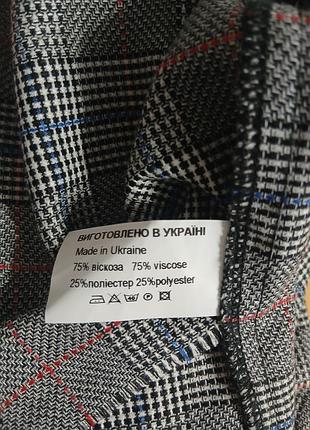 ВИГОТОВЛЕНО В УКРАЇНІ
Made in Ukraine
75% віскоза 75% viscose
25%поліестер 25%polyester